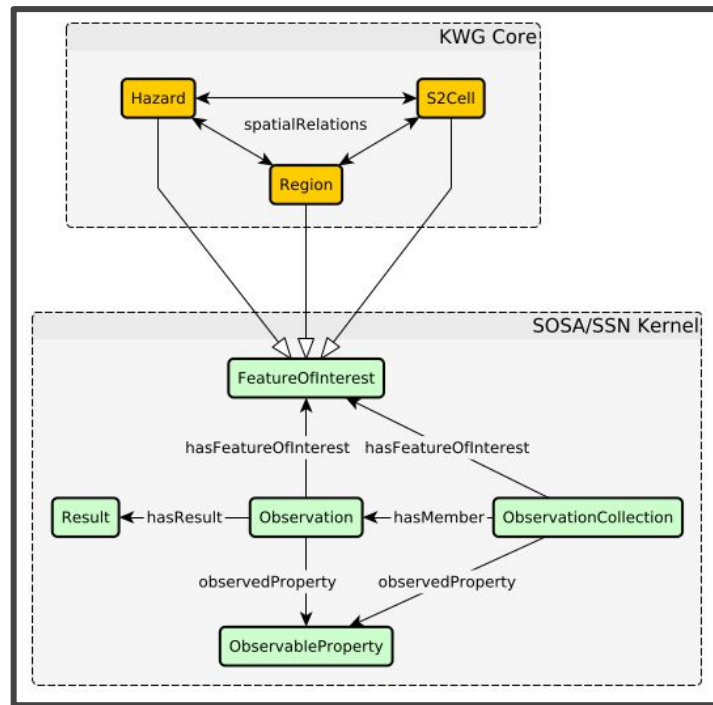 KWG Core
Hazard
S2Cell
spatialRelations
Region
SOSA/SSN Kernel
FeatureOfInterest
hasFeatureOfInterest
hasFeatureOfInterest
Result
hasResult
Observation
hasMember
ObservationCollection
observedProperty
observedProperty
ObservableProperty